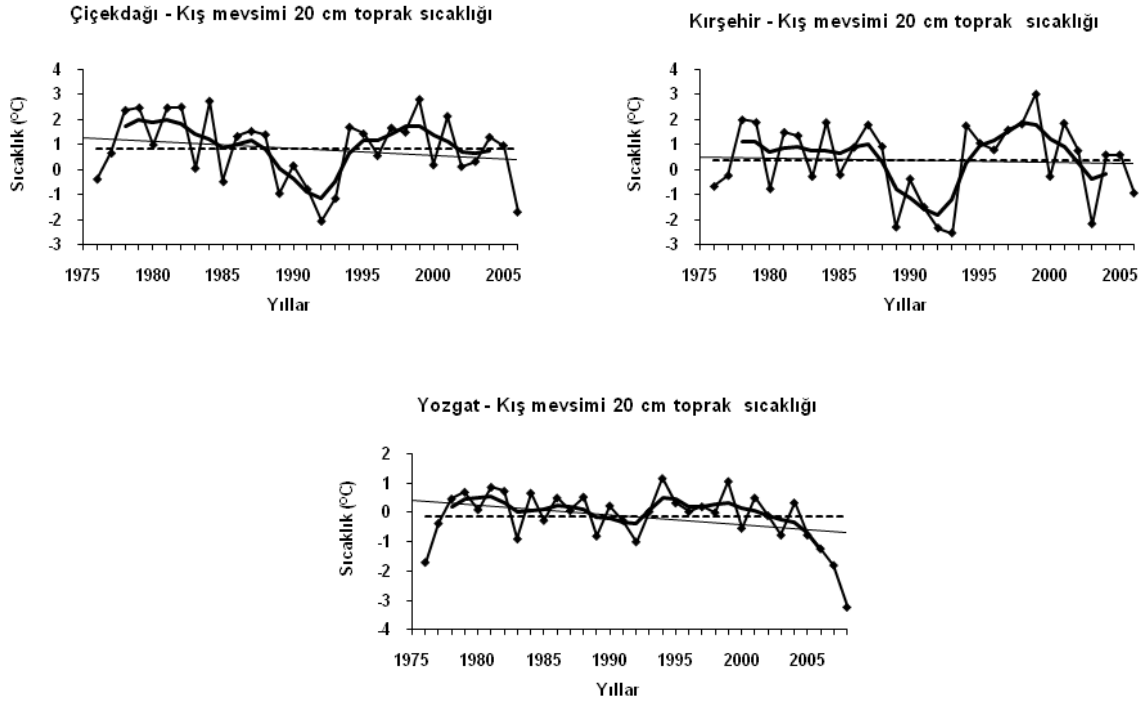 Çiçekdağı - Kış mevsimi 20 cm toprak sıcaklığı
Sıcaklık (°C)
4
3
2
1
0
-1
-2
-3
1975 1980 1985 1990 1995 2000 2005
Yıllar
Kırşehir - Kış mevsimi 20 cm toprak sıcaklığı
Sıcaklık (°C)
4
3
2
1
0
-1
-2
-3
1975 1980 1985 1990 1995 2000 2005
Yıllar
Yozgat - Kış mevsimi 20 cm toprak sıcaklığı
Sıcaklık (°C)
2
1
0
-1
-2
-3
-4
1975 1980 1985 1990 1995 2000 2005
Yıllar